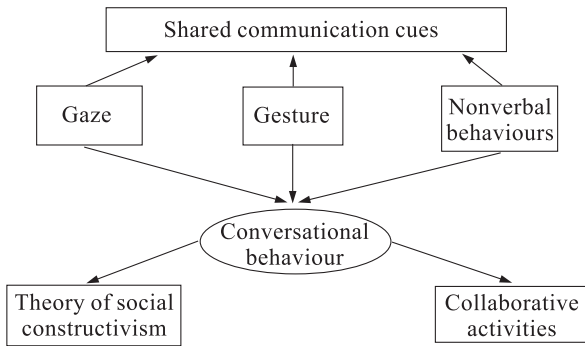 Shared communication cues
Gaze
Gesture
Nonverbal
behaviours
Conversational
behaviour
Theory of social
constructivism
Collaborative
activities